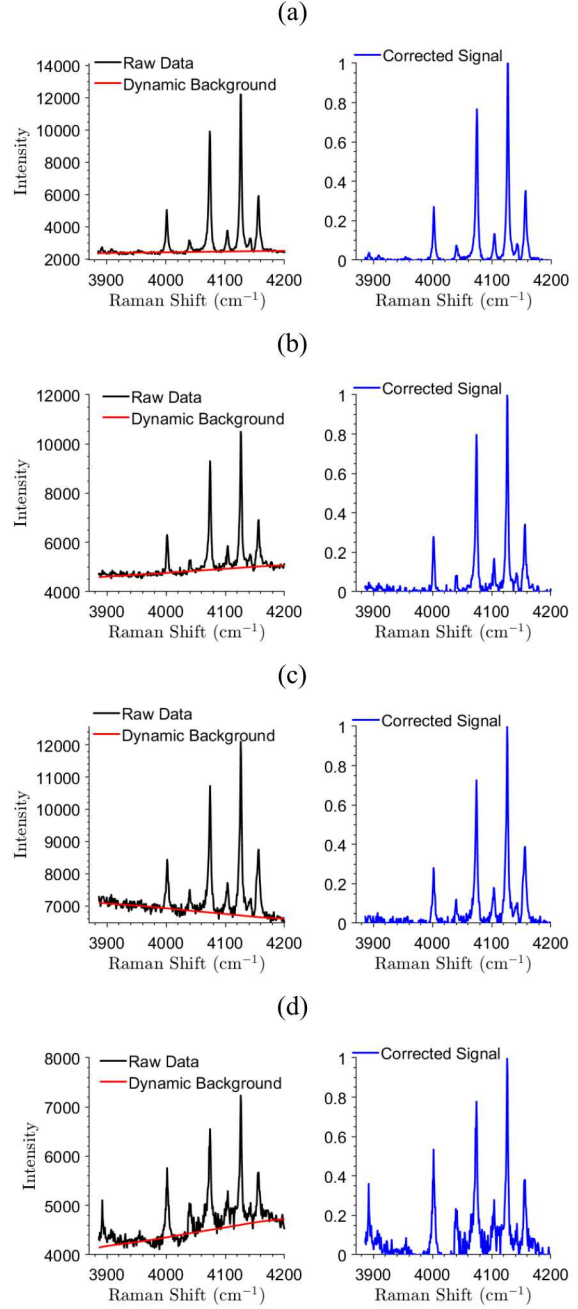 (a)
Raw Data
Dynamic Background
14000
12000
10000
8000
6000
4000
2000
Intensity
3900 4000 4100 4200
Raman Shift (cm⁻¹)
Corrected Signal
1
0.8
0.6
0.4
0.2
0
3900 4000 4100 4200
Raman Shift (cm⁻¹)
(b)
Raw Data
Dynamic Background
12000
10000
8000
6000
4000
Intensity
3900 4000 4100 4200
Raman Shift (cm⁻¹)
Corrected Signal
1
0.8
0.6
0.4
0.2
0
3900 4000 4100 4200
Raman Shift (cm⁻¹)
(c)
Raw Data
Dynamic Background
12000
11000
10000
9000
8000
7000
Intensity
3900 4000 4100 4200
Raman Shift (cm⁻¹)
Corrected Signal
1
0.8
0.6
0.4
0.2
0
3900 4000 4100 4200
Raman Shift (cm⁻¹)
(d)
Raw Data
Dynamic Background
8000
7000
6000
5000
4000
Intensity
3900 4000 4100 4200
Raman Shift (cm⁻¹)
Corrected Signal
1
0.8
0.6
0.4
0.2
0
3900 4000 4100 4200
Raman Shift (cm⁻¹)